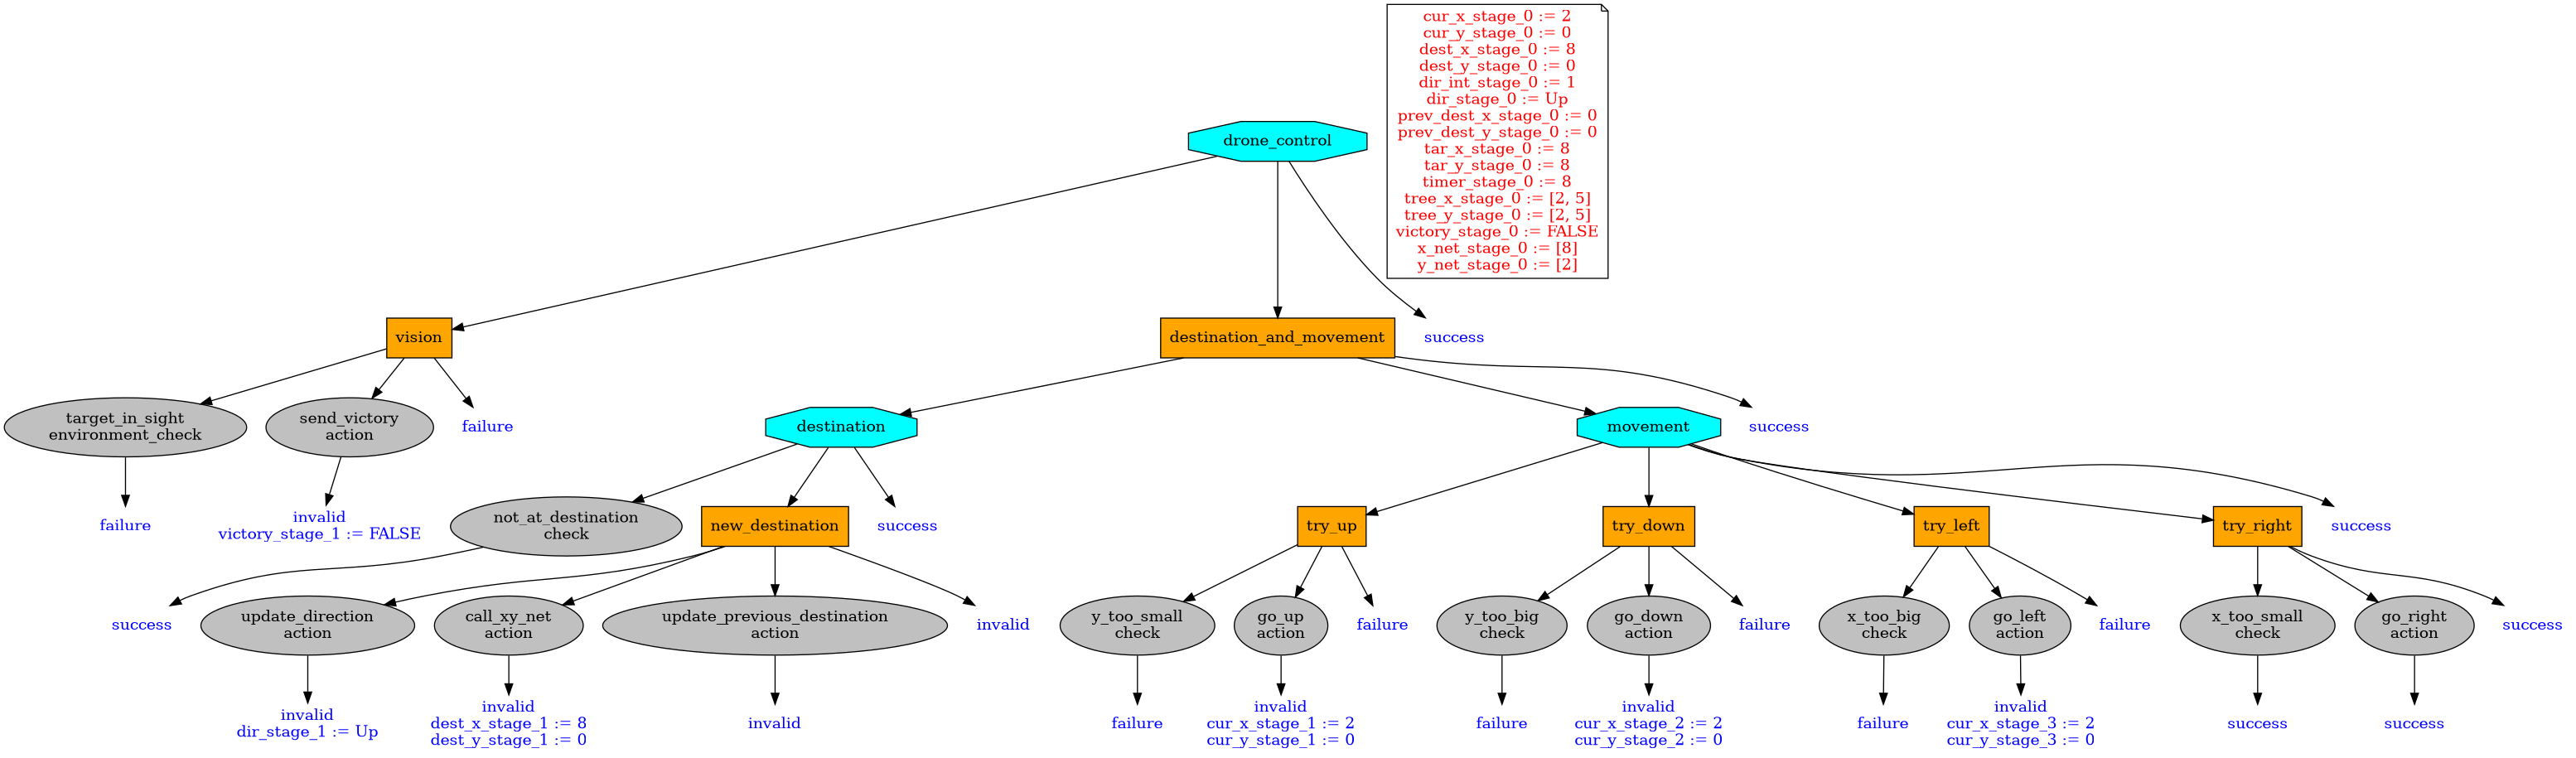 cur_x_stage_0 := 2
cur_y_stage_0 := 0
dest_x_stage_0 := 8
dest_y_stage_0 := 0
dir_int_stage_0 := 1
dir_stage_0 := Up
prev_dest_x_stage_0 := 0
prev_dest_y_stage_0 := 0
tar_x_stage_0 := 8
tar_y_stage_0 := 8
timer_stage_0 := 8
tree_x_stage_0 := [2, 5]
tree_y_stage_0 := [2, 5]
victory_stage_0 := FALSE
x_net_stage_0 := [8]
y_net_stage_0 := [2]
drone_control
vision
destination_and_movement
success
target_in_sight
environment_check
send_victory
action
failure
destination
movement
success
failure
invalid
victory_stage_1 := FALSE
not_at_destination
check
new_destination
success
try_up
try_down
try_left
try_right
success
success
update_direction
action
call_xy_net
action
update_previous_destination
action
invalid
y_too_small
check
go_up
action
failure
y_too_big
check
go_down
action
failure
x_too_big
check
go_left
action
failure
x_too_small
check
go_right
action
success
invalid
dir_stage_1 := Up
invalid
dest_x_stage_1 := 8
dest_y_stage_1 := 0
invalid
failure
invalid
cur_x_stage_1 := 2
cur_y_stage_1 := 0
failure
invalid
cur_x_stage_2 := 2
cur_y_stage_2 := 0
failure
invalid
cur_x_stage_3 := 2
cur_y_stage_3 := 0
success
success